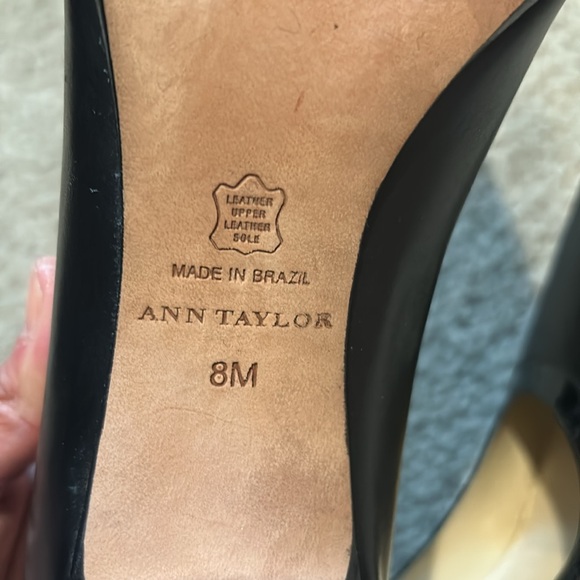 LEATHER
UPPER
LEATHER
SOLE
MADE IN BRAZIL
ANN TAYLOR
8M